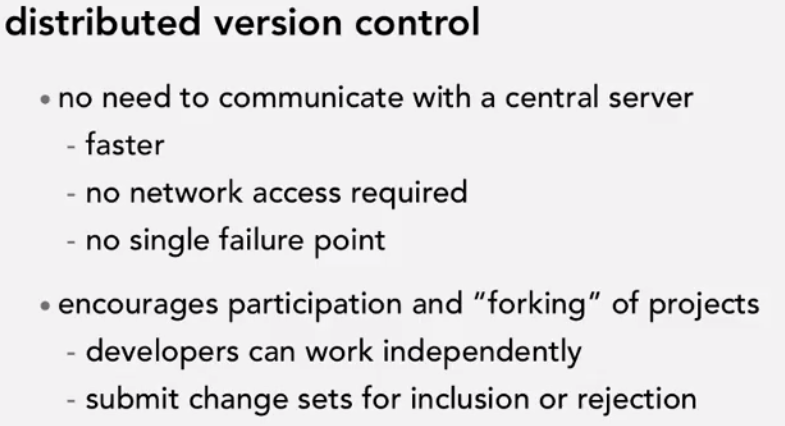 distributed version control
• no need to communicate with a central server
- faster
- no network access required
- no single failure point
• encourages participation and “forking” of projects
- developers can work independently
- submit change sets for inclusion or rejection